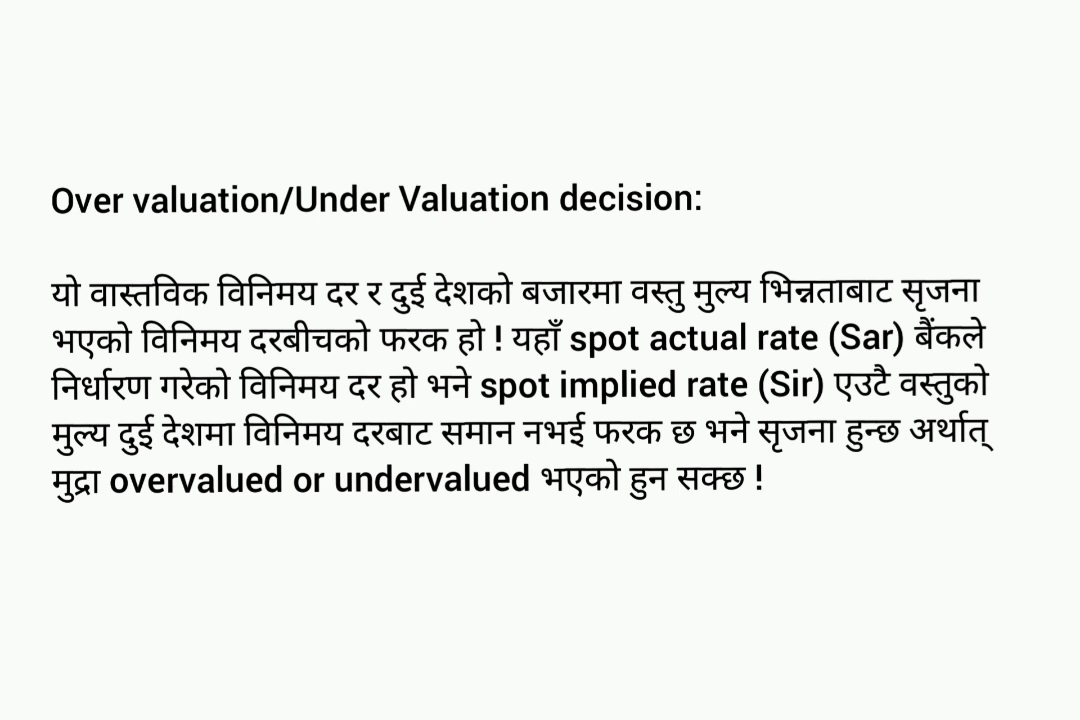 Over valuation/Under Valuation decision:
यो वास्तविक विनिमय दर र दुई देशको बजारमा वस्तु मुल्य भिन्नताबाट सृजना
भएको विनिमय दरबीचको फरक हो ! यहाँ spot actual rate (Sar) बैंकले
निर्धारण गरेको विनिमय दर हो भने spot implied rate (Sir) एउटै वस्तुको
मुल्य दुई देशमा विनिमय दरबाट समान नभई फरक छ भने सृजना हुन्छ अर्थात्
मुद्रा overvalued or undervalued भएको हुन सक्छ !